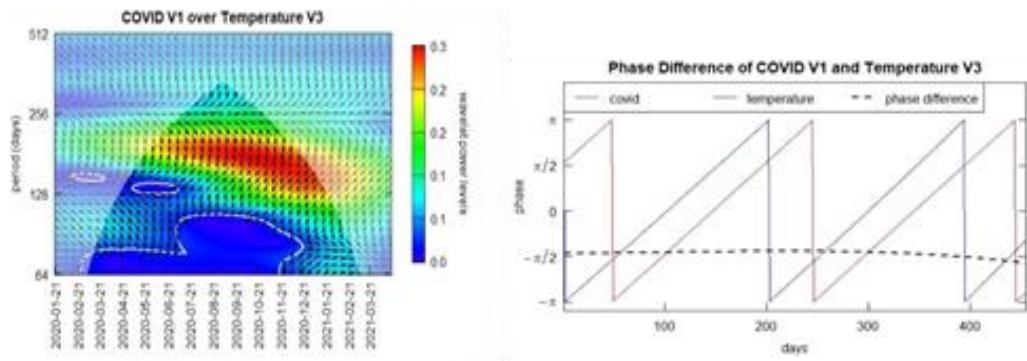 COVID V1 over Temperature V3
512
256
128
64
period (days)
2020-01-21
2020-02-21
2020-03-21
2020-04-21
2020-05-21
2020-06-21
2020-07-21
2020-08-21
2020-09-21
2020-10-21
2020-11-21
2020-12-21
2021-01-21
2021-02-21
2021-03-21
0.3
0.2
0.2
0.1
0.1
0.0
wavelet power levels
Phase Difference of COVID V1 and Temperature V3
covid temperature phase difference
π
π/2
0
-π/2
-π
phase
100 200 300 400
days